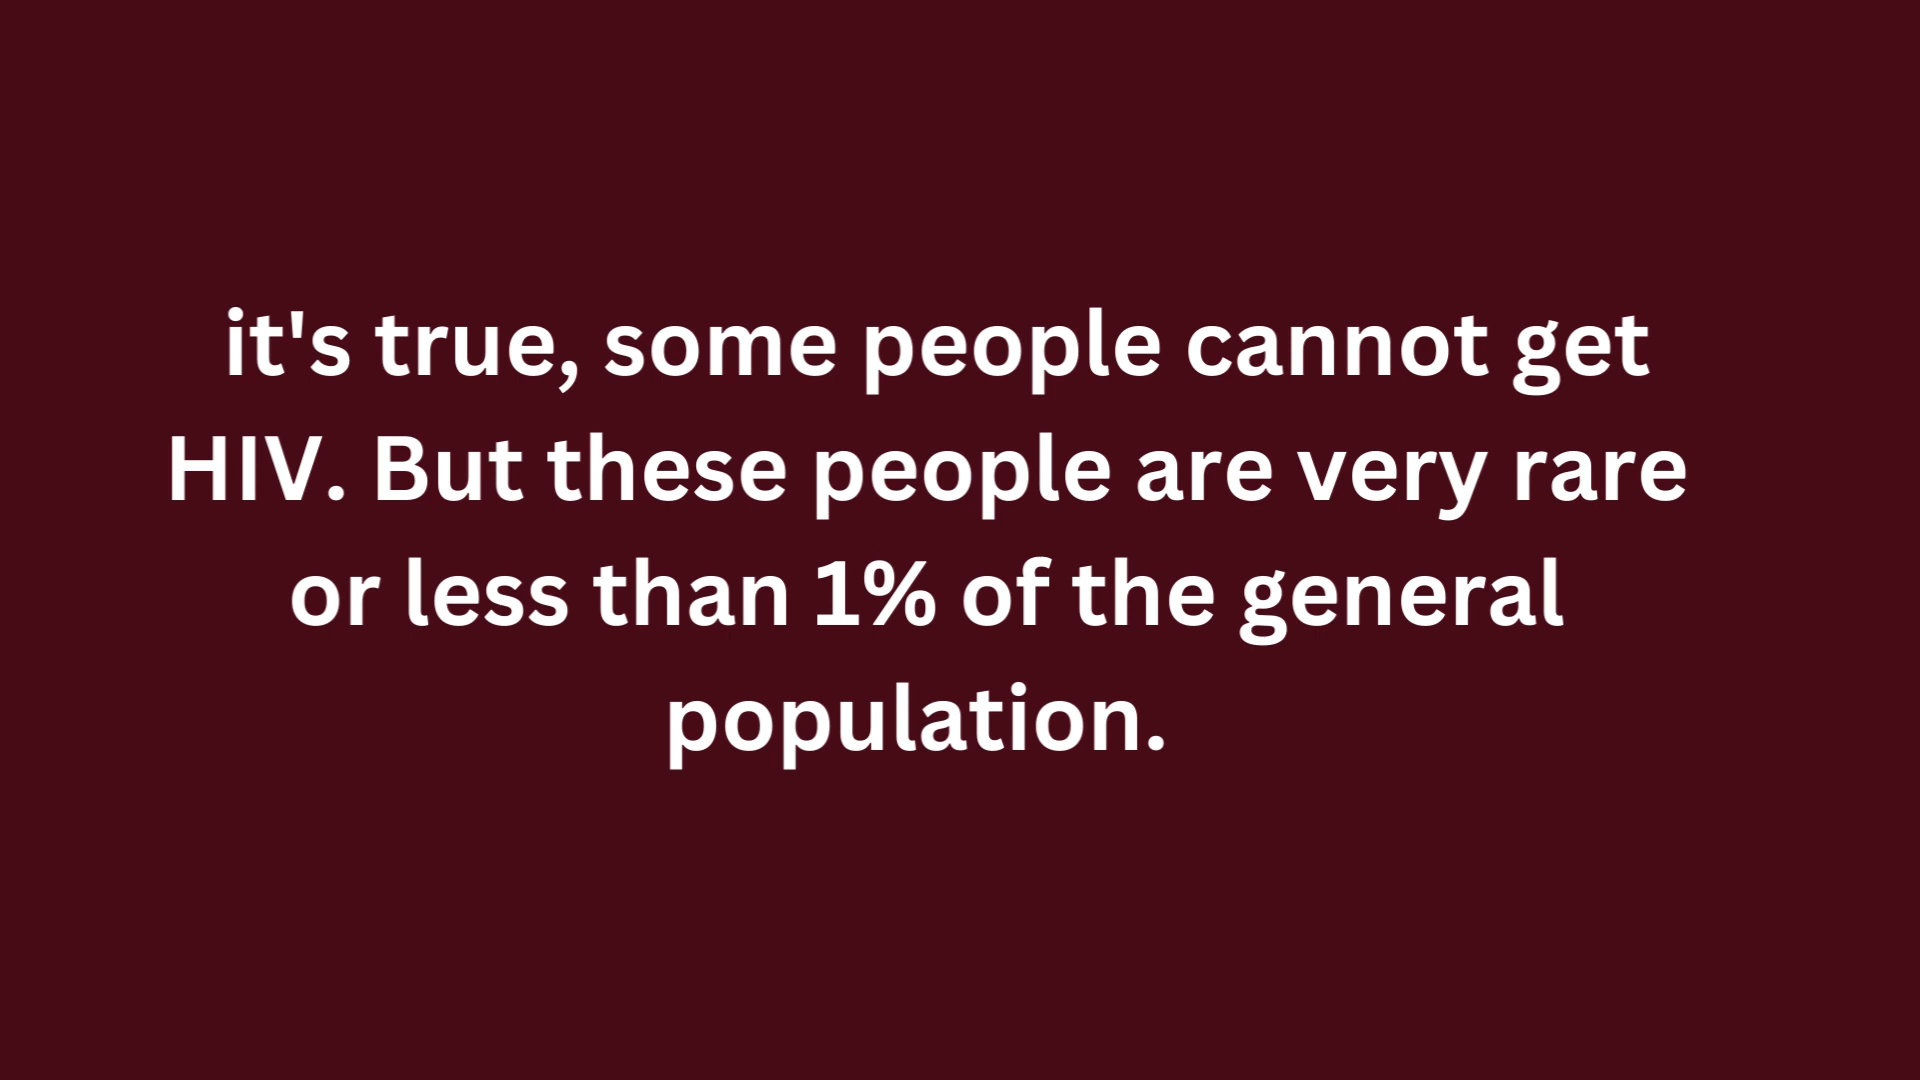 it's true, some people cannot get
HIV. But these people are very rare
or less than 1% of the general
population.